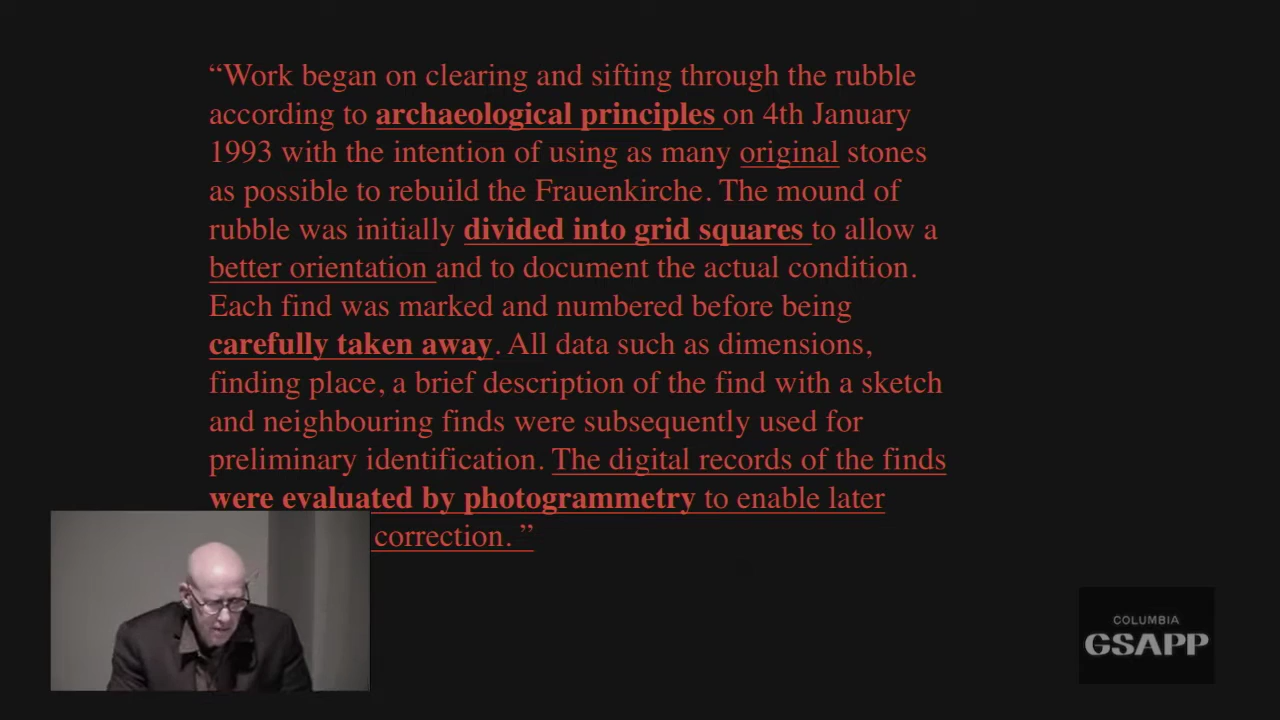 “Work began on clearing and sifting through the rubble
according to archaeological principles on 4th January
1993 with the intention of using as many original stones
as possible to rebuild the Frauenkirche. The mound of
rubble was initially divided into grid squares to allow a
better orientation and to document the actual condition.
Each find was marked and numbered before being
carefully taken away. All data such as dimensions,
finding place, a brief description of the find with a sketch
and neighbouring finds were subsequently used for
preliminary identification. The digital records of the finds
were evaluated by photogrammetry to enable later
correction. ”
COLUMBIA
GSAPP